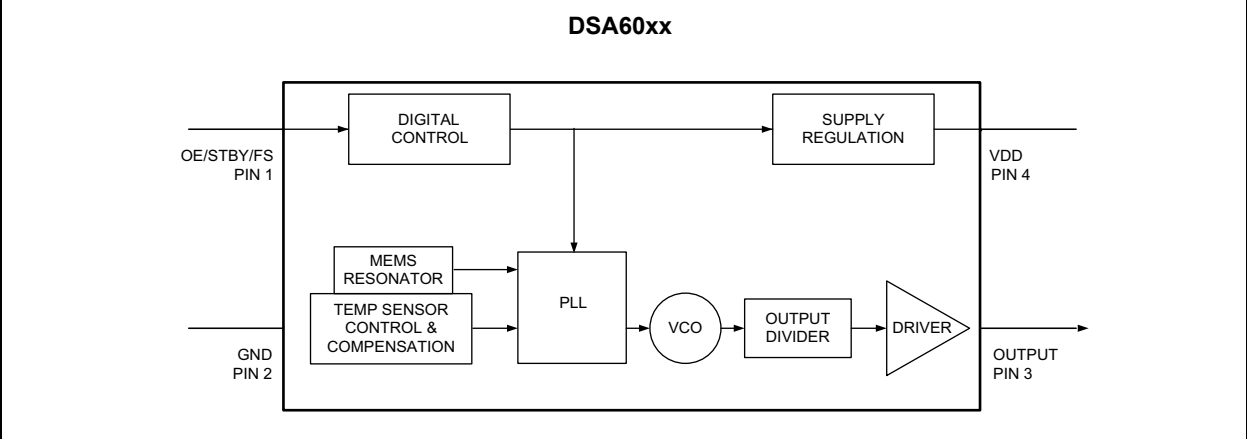 DSA60xx
DIGITAL
CONTROL
SUPPLY
REGULATION
OE/STBY/FS
PIN 1
VDD
PIN 4
MEMS
RESONATOR
TEMP SENSOR
CONTROL &
COMPENSATION
PLL
VCO
OUTPUT
DIVIDER
DRIVER
GND
PIN 2
OUTPUT
PIN 3